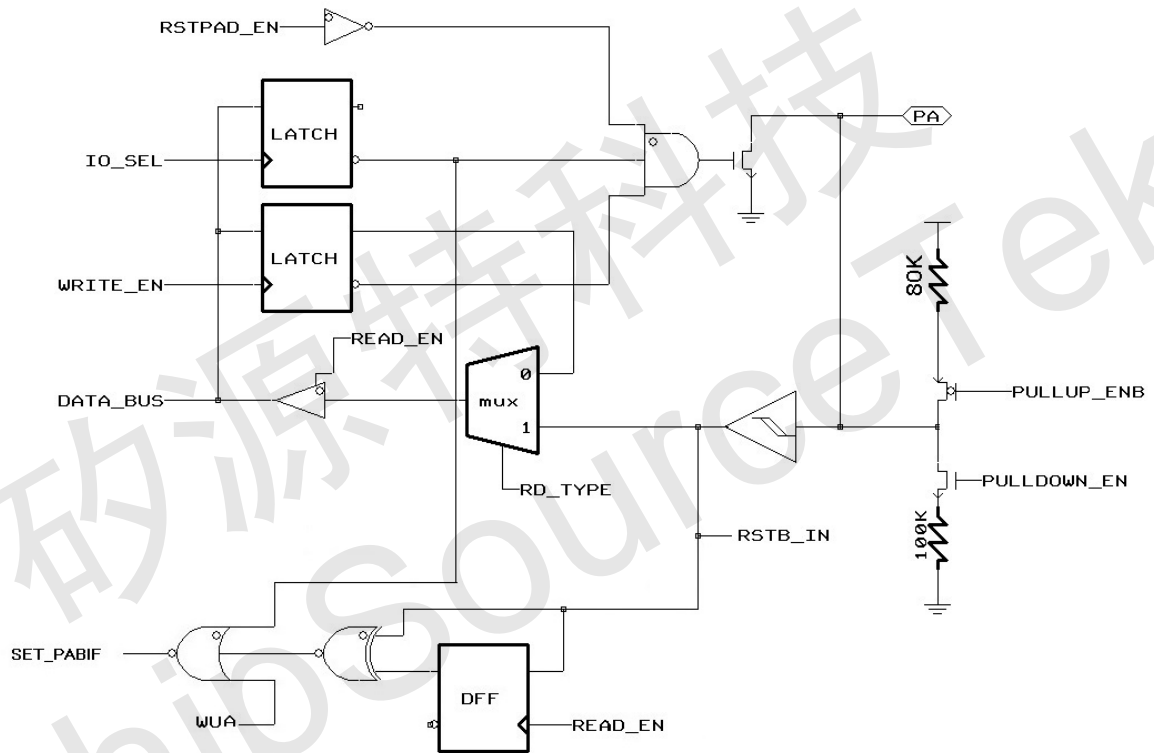 RSTPAD_EN
PA
LATCH
IO_SEL
LATCH
WRITE_EN
80K
READ_EN
0
mux
1
DATA_BUS
PULLUP_ENB
RD_TYPE
PULLDOWN_EN
RSTB_IN
100K
SET_PABIF
DFF
WUA
READ_EN
矽源特科技
ChipSourceTek